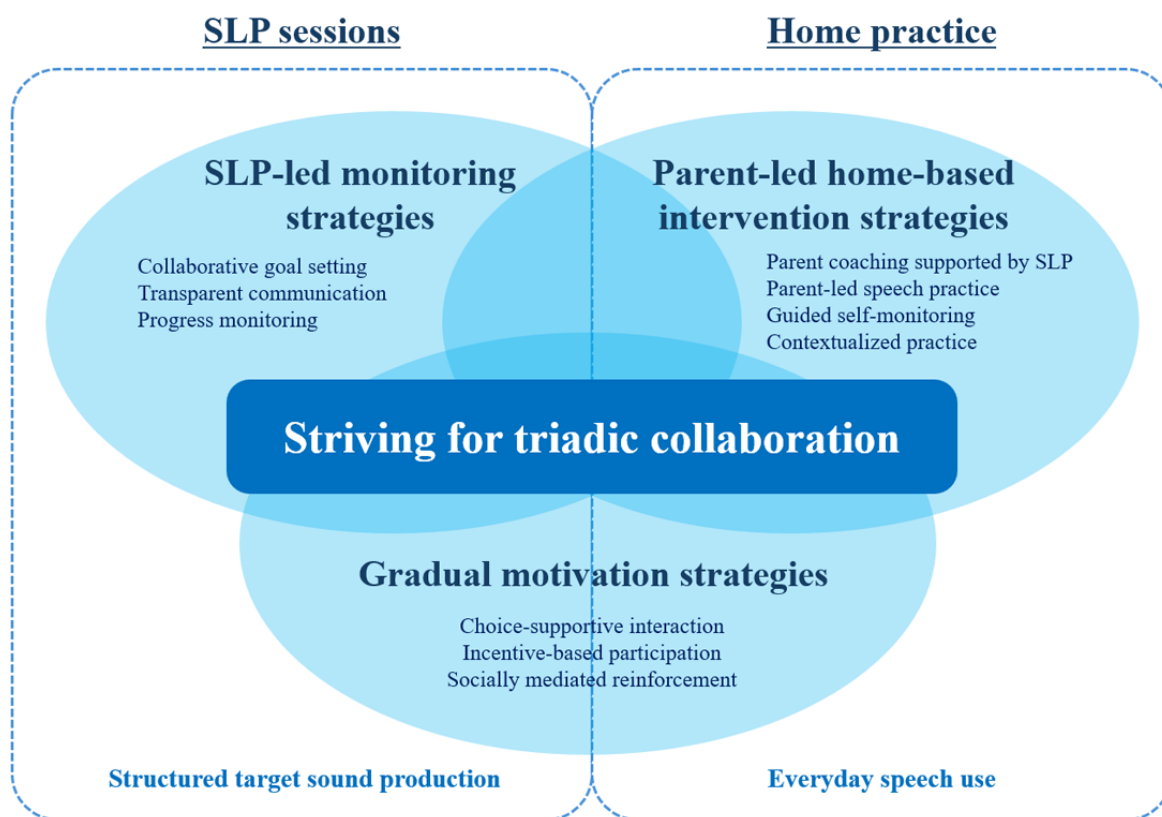 SLP sessions
Home practice
SLP-led monitoring
strategies
Collaborative goal setting
Transparent communication
Progress monitoring
Parent-led home-based
intervention strategies
Parent coaching supported by SLP
Parent-led speech practice
Guided self-monitoring
Contextualized practice
Striving for triadic collaboration
Gradual motivation strategies
Choice-supportive interaction
Incentive-based participation
Socially mediated reinforcement
Structured target sound production
Everyday speech use